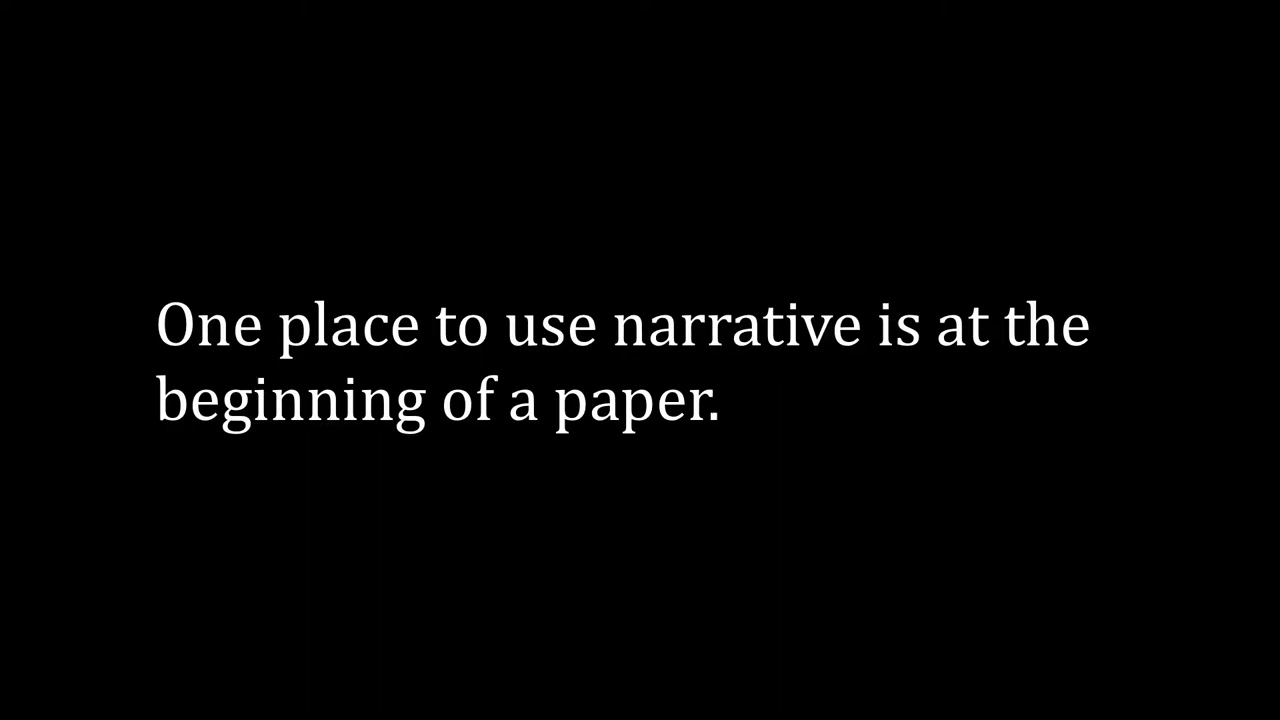 One place to use narrative is at the
beginning of a paper.